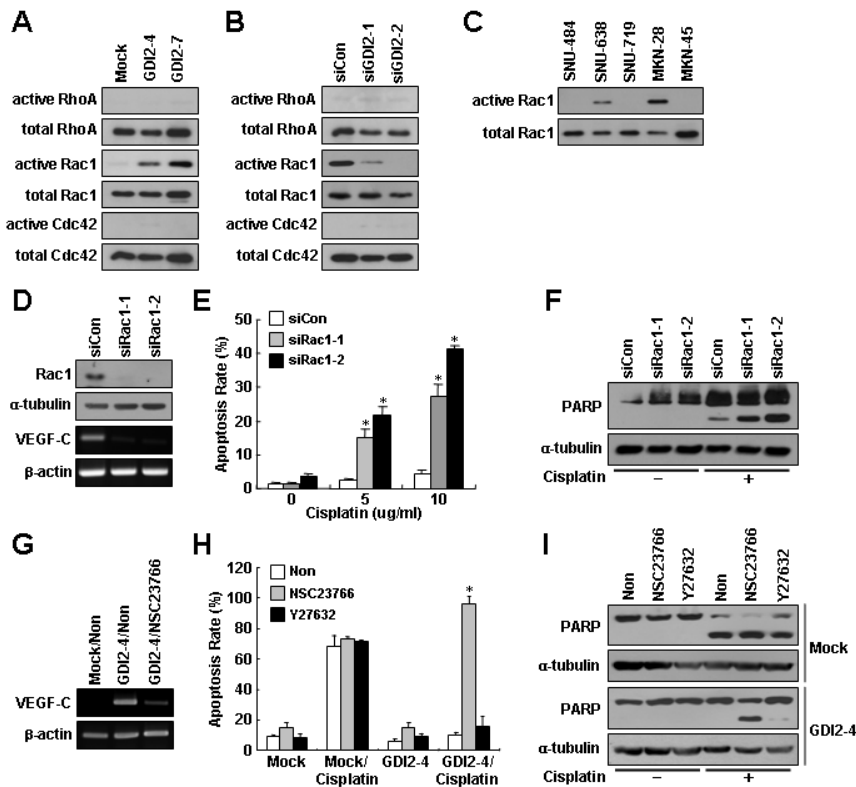 A
Mock
GDI2-4
GDI2-7
active RhoA
total RhoA
active Rac1
total Rac1
active Cdc42
total Cdc42
B
siCon
siGDI2-1
siGDI2-2
active RhoA
total RhoA
active Rac1
total Rac1
active Cdc42
total Cdc42
C
SNU-484
SNU-638
SNU-719
MKN-28
MKN-45
active Rac1
total Rac1
D
siCon
siRac1-1
siRac1-2
Rac1
α-tubulin
VEGF-C
β-actin
E
siCon
siRac1-1
siRac1-2
Apoptosis Rate (%)
50
40
30
20
10
0
* * * *
0 5 10
Cisplatin (ug/ml)
F
siCon
siRac1-1
siRac1-2
siCon
siRac1-1
siRac1-2
PARP
α-tubulin
Cisplatin – +
G
Mock/Non
GDI2-4/Non
GDI2-4/NSC23766
VEGF-C
β-actin
H
Non
NSC23766
Y27632
Apoptosis Rate (%)
120
100
80
60
40
20
0
*
Mock Mock/ GDI2-4 GDI2-4/
Cisplatin Cisplatin
I
Non
NSC23766
Y27632
Non
NSC23766
Y27632
PARP
α-tubulin
Mock
PARP
α-tubulin
GDI2-4
Cisplatin – +